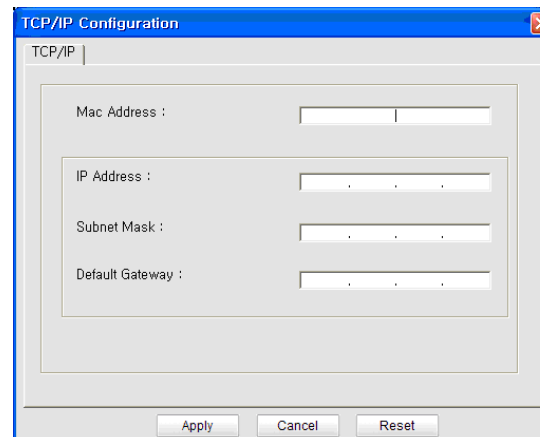 TCP/IP Configuration
TCP/IP
Mac Address :
IP Address :
. . .
Subnet Mask :
. . .
Default Gateway :
. . .
Apply Cancel Reset